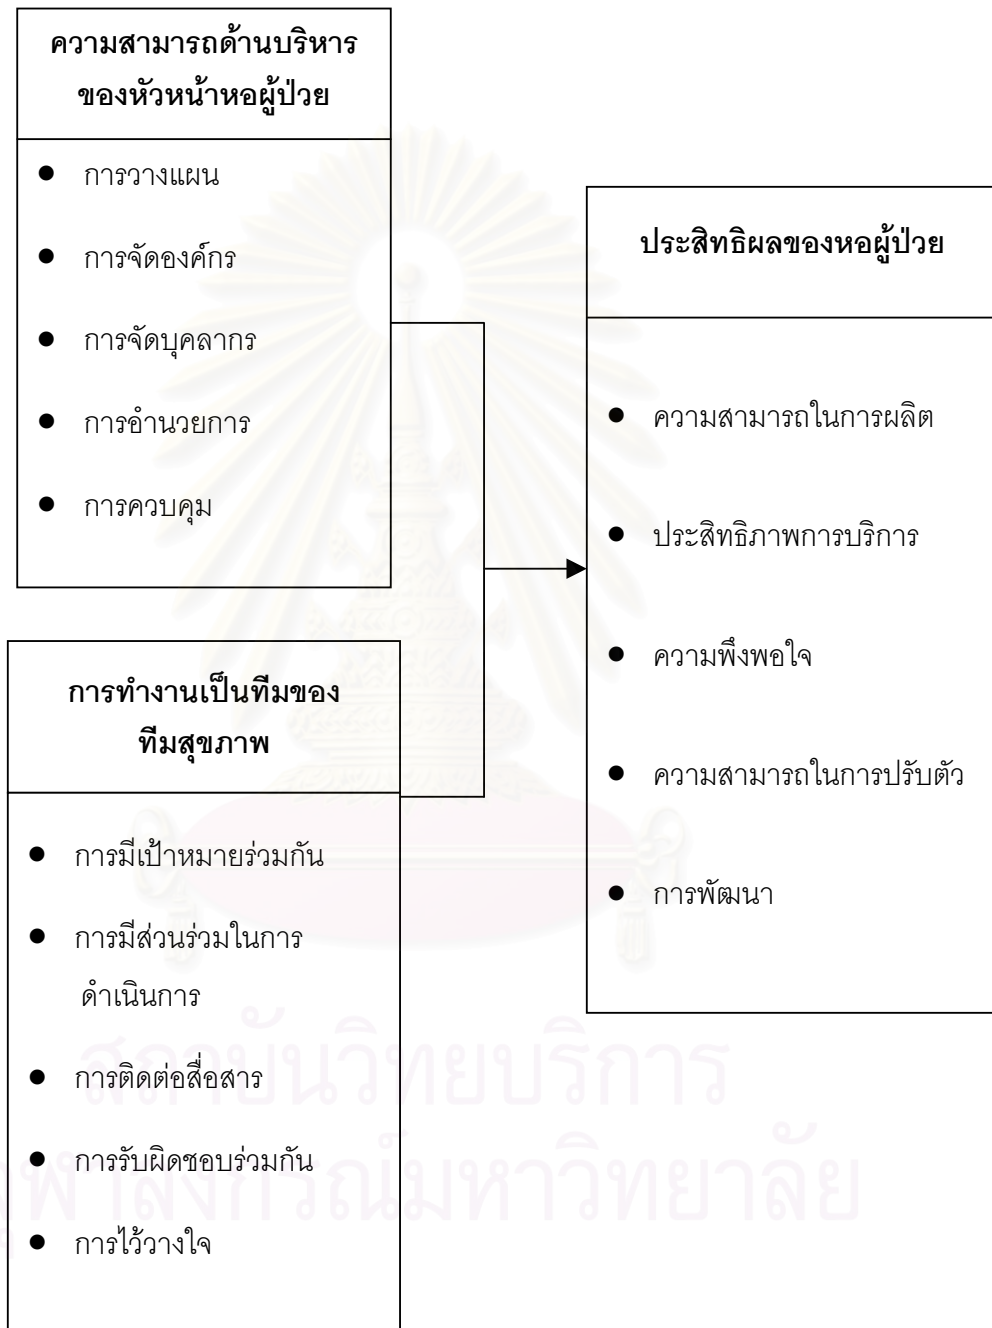 ความสามารถด้านบริหาร
ของหัวหน้าหอผู้ป่วย
● การวางแผน
● การจัดองค์กร
● การจัดบุคลากร
● การอำนวยการ
● การควบคุม
การทำงานเป็นทีมของ
ทีมสุขภาพ
● การมีเป้าหมายร่วมกัน
● การมีส่วนร่วมในการ
ดำเนินการ
● การติดต่อสื่อสาร
● การรับผิดชอบร่วมกัน
● การไว้วางใจ
ประสิทธิผลของหอผู้ป่วย
● ความสามารถในการผลิต
● ประสิทธิภาพการบริการ
● ความพึงพอใจ
● ความสามารถในการปรับตัว
● การพัฒนา
สถาบันวิทยบริการ
จุฬาลงกรณ์มหาวิทยาลัย